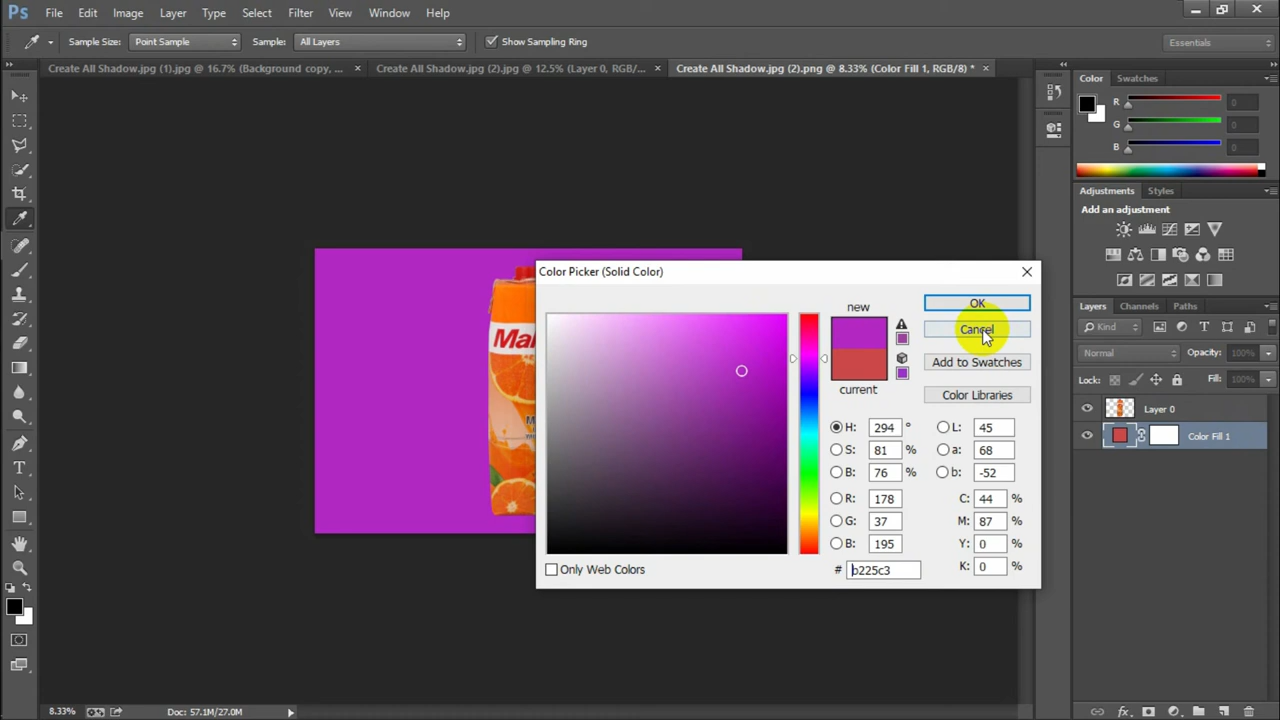 Ps File Edit Image Layer Type Select Filter View Window Help
Sample Size: Point Sample Sample: All Layers Show Sampling Ring Essentials
Create All Shadow.jpg (1).jpg @ 16.7% (Background copy, ... × Create All Shadow.jpg (2).jpg @ 12.5% (Layer 0, RGB/... × Create All Shadow.jpg (2).png @ 8.33% (Color Fill 1, RGB/8) * ×
Color Swatches
R 0
G 0
B 0
Adjustments Styles
Add an adjustment
Layers Channels Paths
Kind
Normal Opacity: 100%
Lock: Fill: 100%
Layer 0
Color Fill 1
Color Picker (Solid Color)
new
current
OK
Cancel
Add to Swatches
Color Libraries
H: 294 ° L: 45
S: 81 % a: 68
B: 76 % b: -52
R: 178 C: 44 %
G: 37 M: 87 %
B: 195 Y: 0 %
# b225c3 K: 0 %
Only Web Colors
8.33% Doc: 57.1M/27.0M